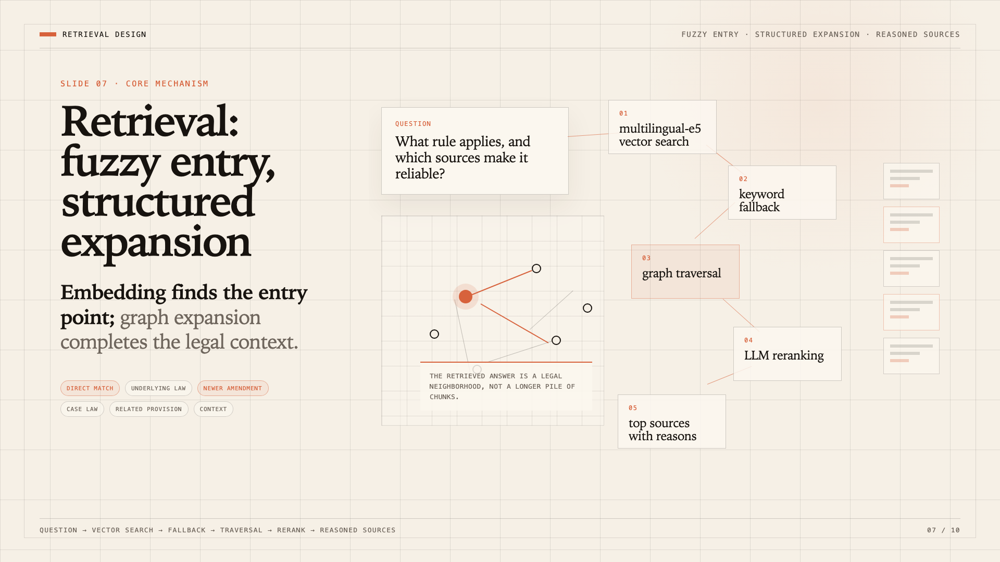 RETRIEVAL DESIGN
FUZZY ENTRY · STRUCTURED EXPANSION · REASONED SOURCES
SLIDE 07 · CORE MECHANISM
Retrieval:
fuzzy entry,
structured
expansion
Embedding finds the entry
point; graph expansion
completes the legal context.
DIRECT MATCH
UNDERLYING LAW
NEWER AMENDMENT
CASE LAW
RELATED PROVISION
CONTEXT
QUESTION
What rule applies, and
which sources make it
reliable?
THE RETRIEVED ANSWER IS A LEGAL
NEIGHBORHOOD, NOT A LONGER PILE OF
CHUNKS.
01
multilingual-e5
vector search
02
keyword
fallback
03
graph traversal
04
LLM reranking
05
top sources
with reasons
QUESTION → VECTOR SEARCH → FALLBACK → TRAVERSAL → RERANK → REASONED SOURCES
07 / 10